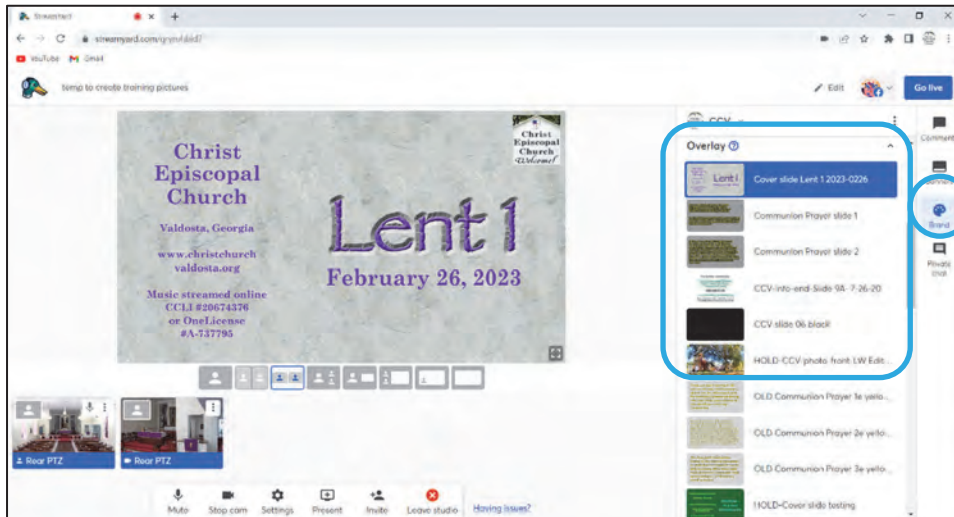 StreamYard
streamyard.com
YouTube
Gmail
temp to create training pictures
Edit
Go live
Christ
Episcopal
Church
Valdosta, Georgia
www.christchurch
valdosta.org
Music streamed online
CCLI #20674376
or OneLicense
#A-737795
Christ
Episcopal
Church
Welcomes!
Lent 1
February 26, 2023
CCV
Overlay
Cover slide Lent 1 2023-0226
Communion Prayer slide 1
Communion Prayer slide 2
CCV-info-end-Slide 9A-7-26-20
CCV slide 06 black
HOLD-CCV-photo front-LW Edit...
OLD Communion Prayer 1e yello...
OLD Communion Prayer 2e yello...
OLD Communion Prayer 3e yello...
HOLD-Cover slide testing
Comments
Brand
Private
chat
Rear PTZ
Rear PTZ
Mute
Stop cam
Settings
Present
Invite
Leave studio
Having issues?